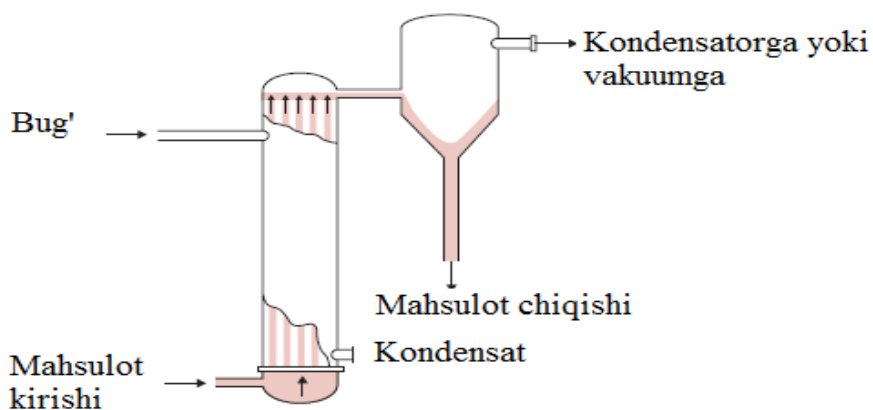 Kondensatorga yoki
vakuumga
Bug'
Mahsulot chiqishi
Kondensat
Mahsulot
kirishi